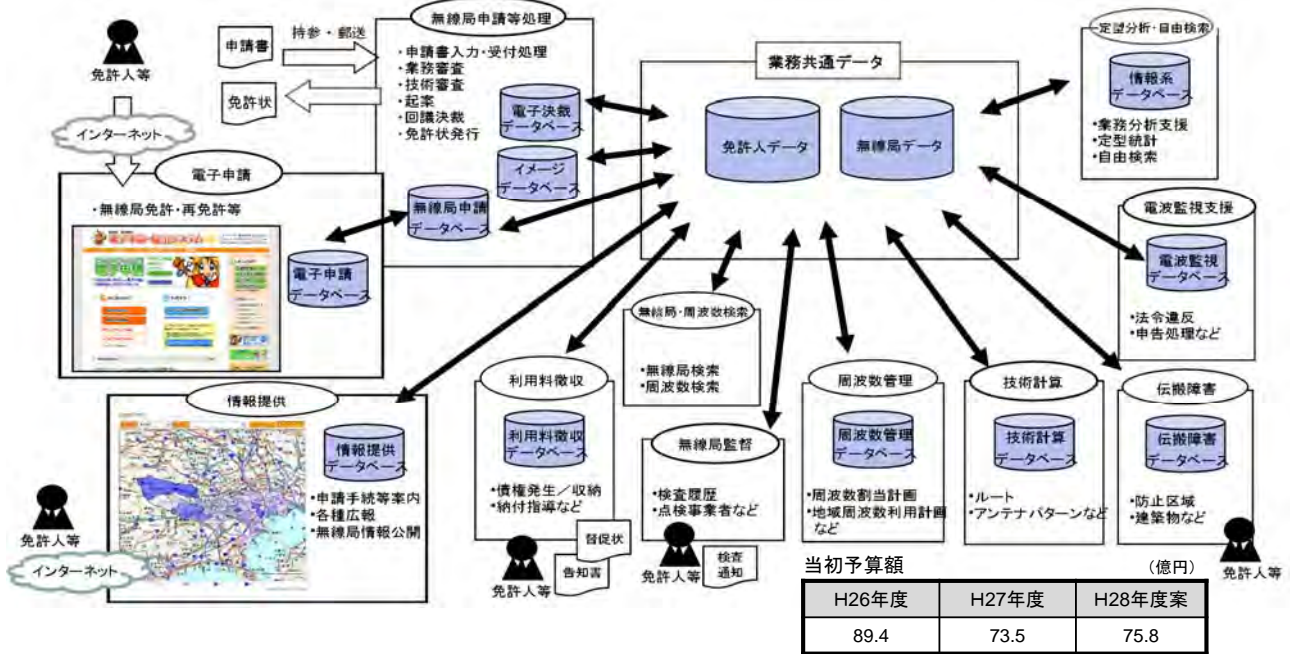 無線局申請等処理
申請書
持参・郵送
免許人等
免許状
・申請書入力・受付処理
・業務審査
・技術審査
・起案
・回議決裁
・免許状発行
電子決裁
データベース
イメージ
データベース
無線局申請
データベース
インターネット
電子申請
・無線局免許・再免許等
電子申請
電子申請
データベース
業務共通データ
免許人データ
無線局データ
定型分析・自由検索
情報系
データベース
・業務分析支援
・定型統計
・自由検索
電波監視支援
電波監視
データベース
・法令違反
・申告処理など
情報提供
情報提供
データベース
・申請手続等案内
・各種広報
・無線局情報公開
免許人等
インターネット
利用料徴収
利用料徴収
データベース
・債権発生／収納
・納付指導など
督促状
告知書
免許人等
無線局・周波数検索
・無線局検索
・周波数検索
無線局監督
・検査履歴
・点検事業者など
免許人等
検査
通知
周波数管理
周波数管理
データベース
・周波数割当計画
・地域周波数利用計画
など
技術計算
技術計算
データベース
・ルート
・アンテナパターンなど
伝搬障害
伝搬障害
データベース
・防止区域
・建築物など
免許人等
当初予算額
（億円）
H26年度 H27年度 H28年度案
89.4 73.5 75.8